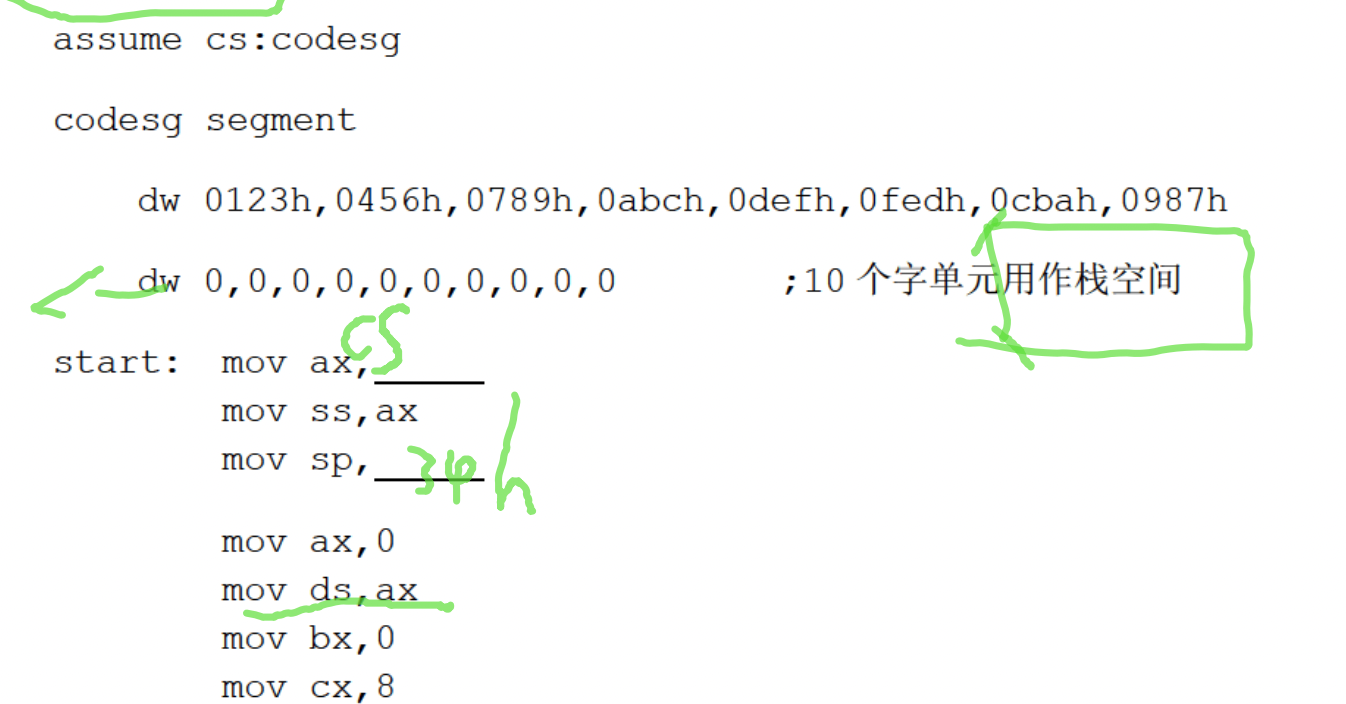 assume cs:codesg
codesg segment
dw 0123h,0456h,0789h,0abch,0defh,0fedh,0cbah,0987h
dw 0,0,0,0,0,0,0,0,0,0 ;10 个字单元用作栈空间
start: mov ax,cs
mov ss,ax
mov sp,34h
mov ax,0
mov ds,ax
mov bx,0
mov cx,8